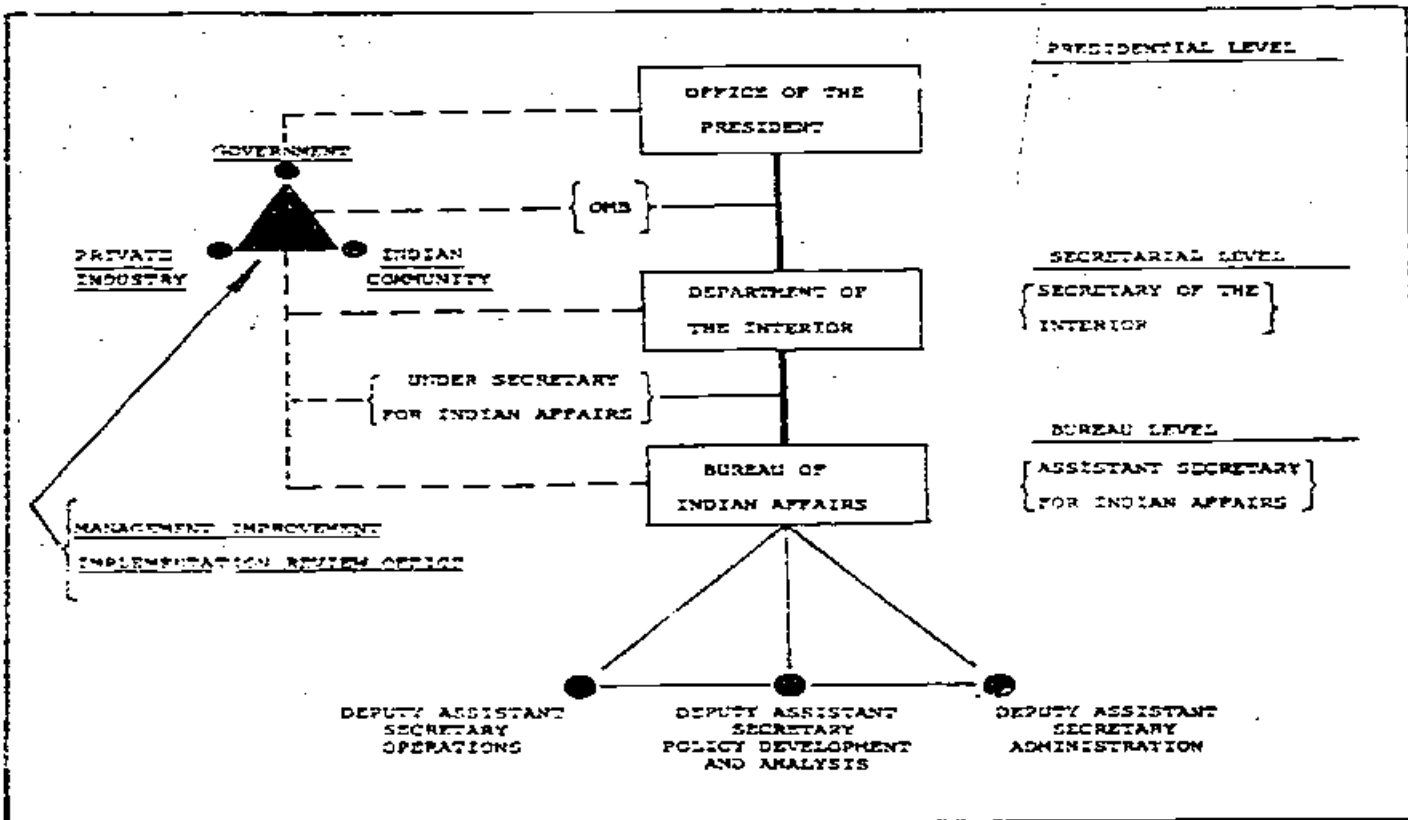 PRESIDENTIAL LEVEL
OFFICE OF THE
PRESIDENT
GOVERNMENT
OMB
PRIVATE
INDUSTRY
INDIAN
COMMUNITY
SECRETARIAL LEVEL
DEPARTMENT OF
THE INTERIOR
SECRETARY OF THE
INTERIOR
UNDER SECRETARY
FOR INDIAN AFFAIRS
BUREAU LEVEL
BUREAU OF
INDIAN AFFAIRS
ASSISTANT SECRETARY
FOR INDIAN AFFAIRS
MANAGEMENT IMPROVEMENT
IMPLEMENTATION REVIEW OFFICE
DEPUTY ASSISTANT
SECRETARY
OPERATIONS
DEPUTY ASSISTANT
SECRETARY
POLICY DEVELOPMENT
AND ANALYSIS
DEPUTY ASSISTANT
SECRETARY
ADMINISTRATION